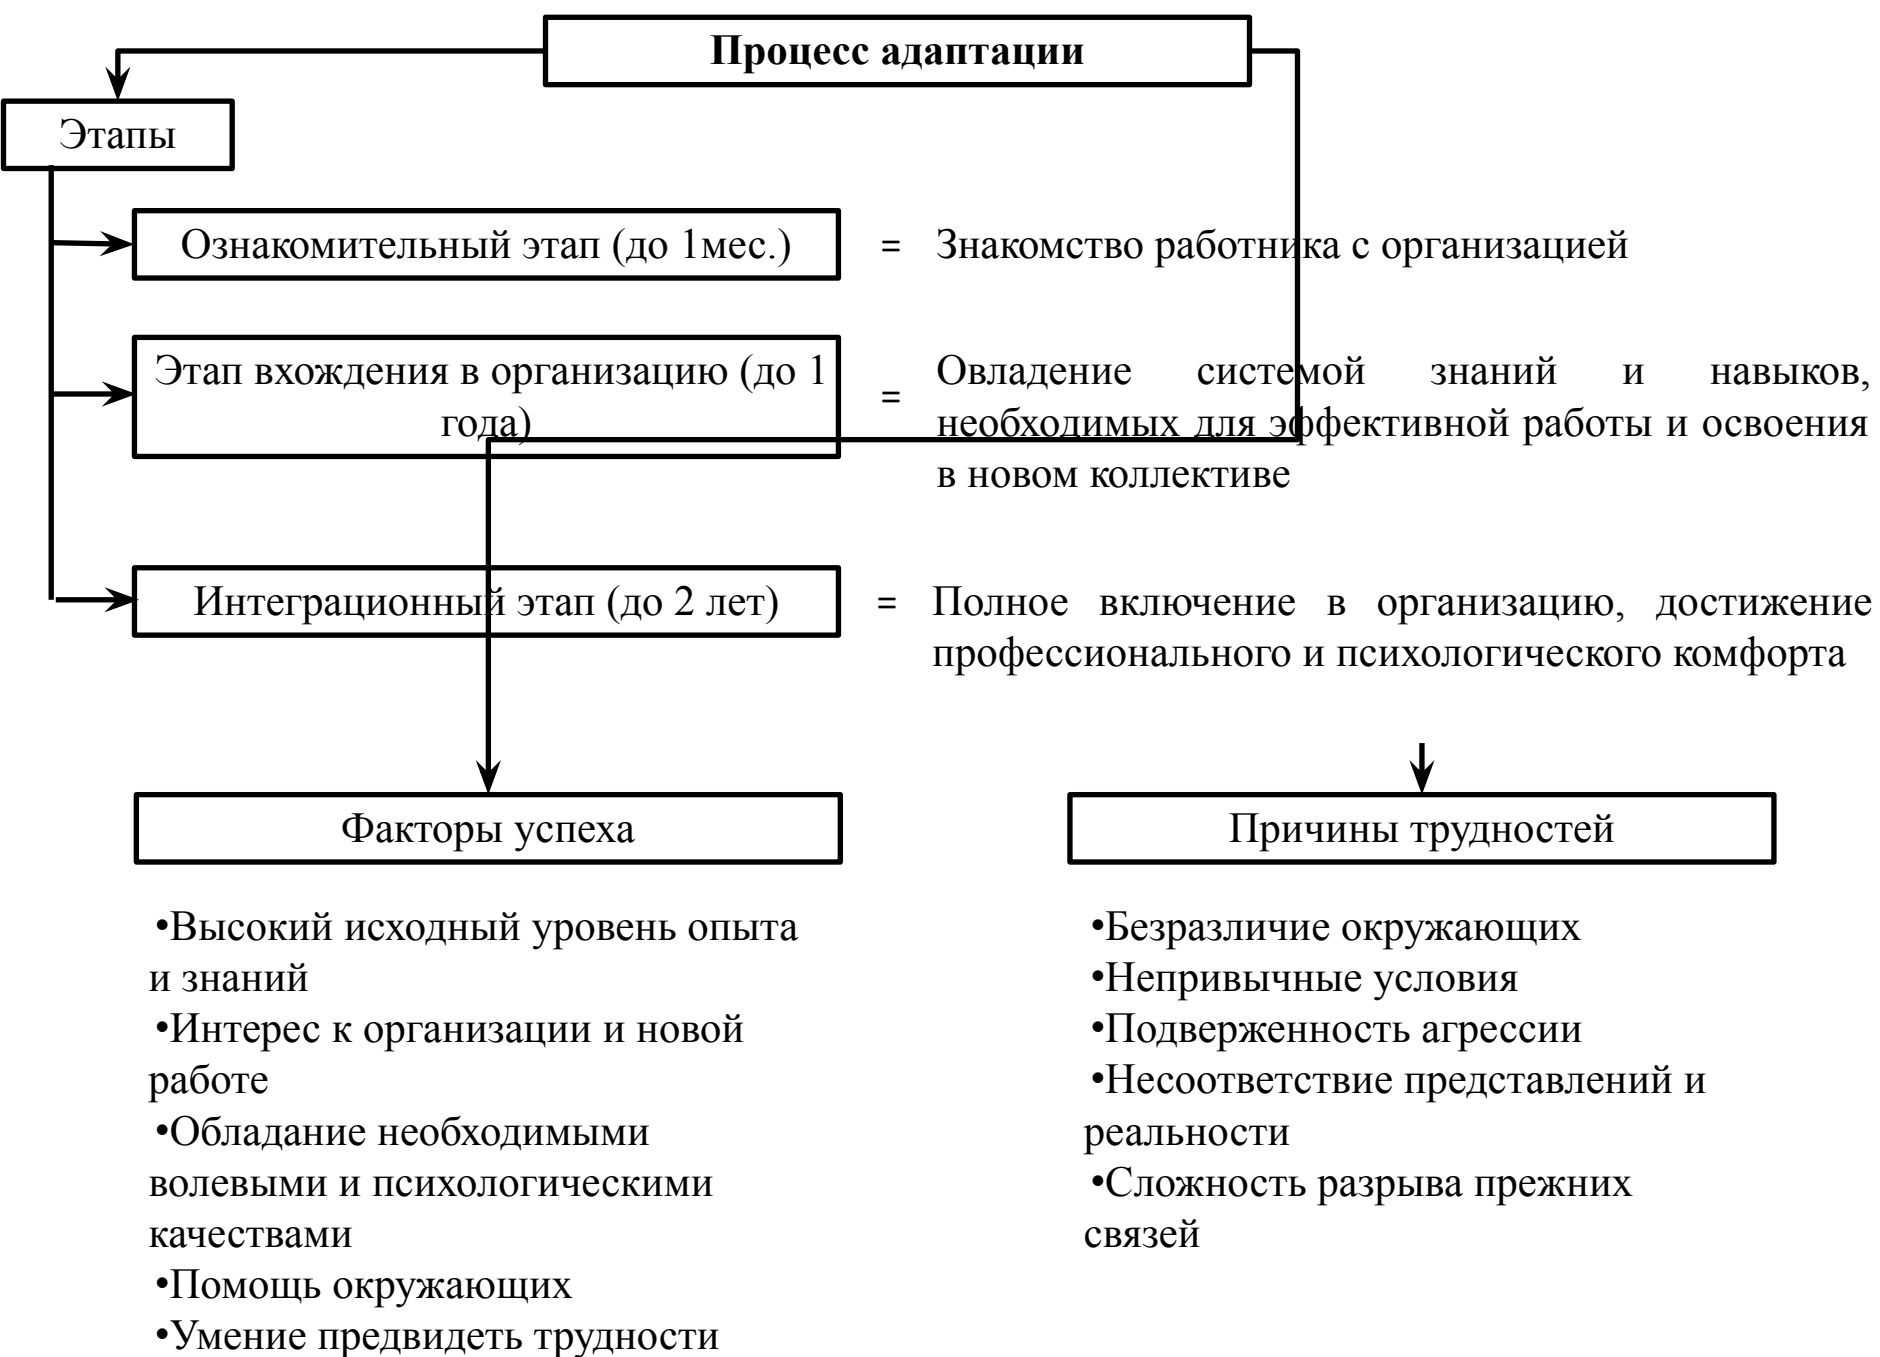 Процесс адаптации
Этапы
Ознакомительный этап (до 1мес.)
= Знакомство работника с организацией
Этап вхождения в организацию (до 1
года)
= Овладение системой знаний и навыков,
необходимых для эффективной работы и освоения
в новом коллективе
Интеграционный этап (до 2 лет)
= Полное включение в организацию, достижение
профессионального и психологического комфорта
Факторы успеха
•Высокий исходный уровень опыта
и знаний
•Интерес к организации и новой
работе
•Обладание необходимыми
волевыми и психологическими
качествами
•Помощь окружающих
•Умение предвидеть трудности
Причины трудностей
•Безразличие окружающих
•Непривычные условия
•Подверженность агрессии
•Несоответствие представлений и
реальности
•Сложность разрыва прежних
связей